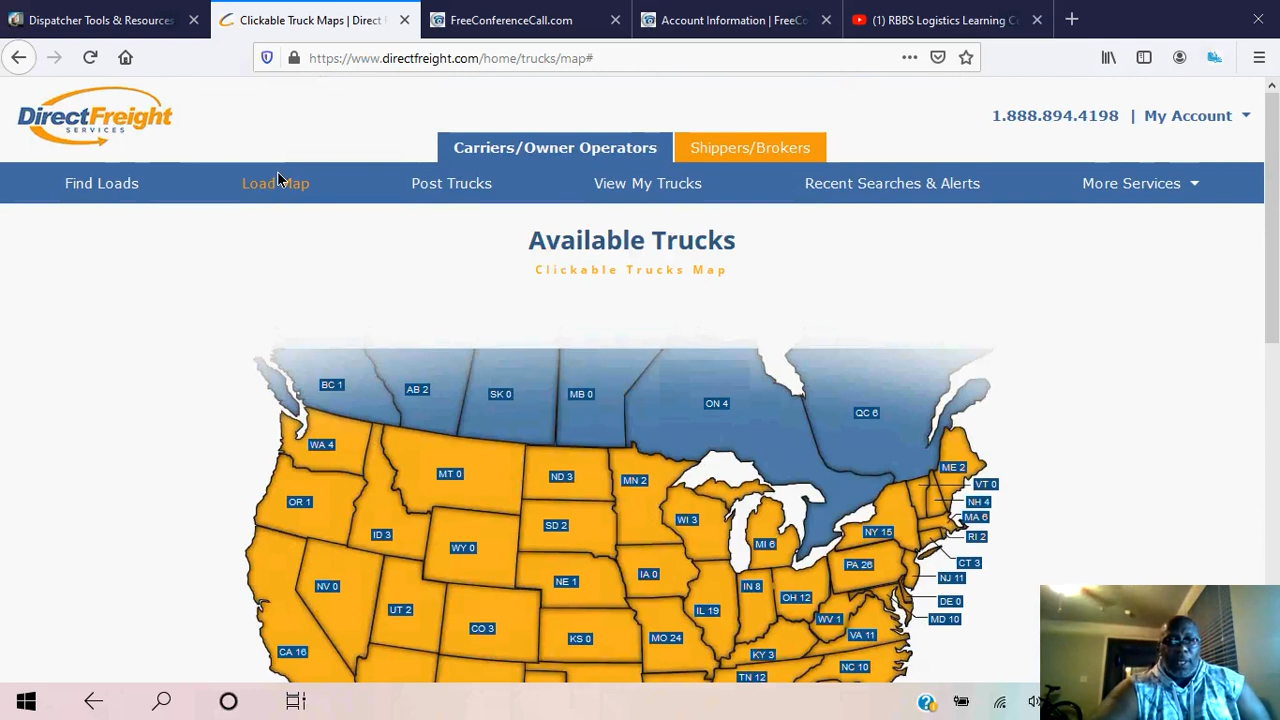 Dispatcher Tools & Resources
Clickable Truck Maps | Direct F
FreeConferenceCall.com
Account Information | FreeCo
(1) RBBS Logistics Learning Ce
https://www.directfreight.com/home/trucks/map#
DirectFreight
SERVICES
1.888.894.4198 | My Account
Carriers/Owner Operators
Shippers/Brokers
Find Loads
Load Map
Post Trucks
View My Trucks
Recent Searches & Alerts
More Services
Available Trucks
Clickable Trucks Map
BC 1
AB 2
SK 0
MB 0
ON 4
QC 6
WA 4
MT 0
ND 3
MN 2
ME 2
VT 0
OR 1
ID 3
WY 0
SD 2
WI 3
MI 6
NY 15
NH 4
MA 6
RI 2
CT 3
NV 0
UT 2
CO 3
NE 1
IA 0
IL 19
IN 8
OH 12
PA 26
NJ 11
DE 0
MD 10
CA 16
KS 0
MO 24
KY 3
WV 1
VA 11
TN 12
NC 10